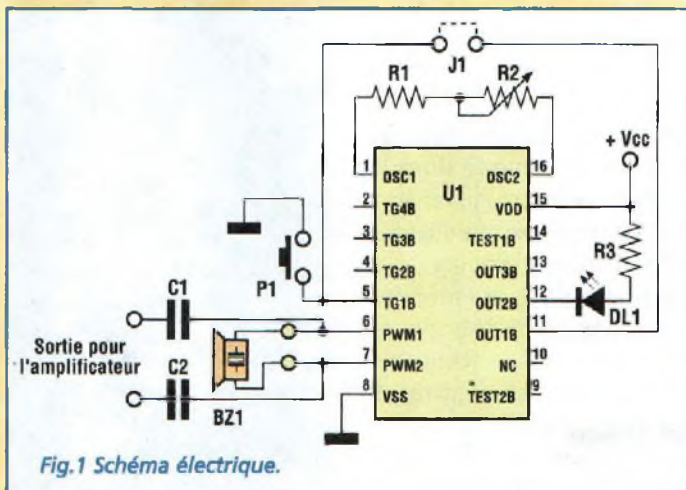 J1
R1
R2
+ Vcc
1
OSC1
OSC2
16
U1
2
TG4B
VDD
15
3
TG3B
TEST1B
14
R3
4
TG2B
OUT3B
13
P1
5
TG1B
OUT2B
12
DL1
C1
6
PWM1
OUT1B
11
Sortie pour
l'amplificateur
7
PWM2
NC
10
C2
8
VSS
TEST2B
9
BZ1
Fig.1 Schéma électrique.